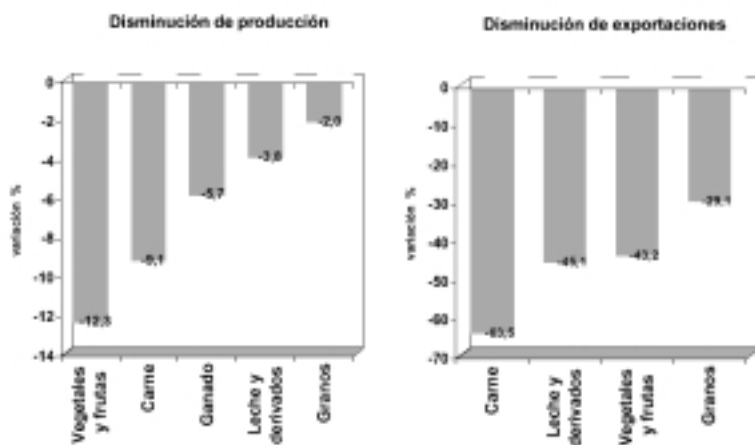 Disminución de producción
0
-2
-4
-6
-8
-10
-12
-14
variación %
-12,3
-9,1
-5,7
-3,8
-2,0
Vegetales
y frutas
Carne
Ganado
Leche y
derivados
Granos
Disminución de exportaciones
0
-10
-20
-30
-40
-50
-60
-70
variación %
-63,5
-45,1
-43,2
-29,1
Carne
Leche y
derivados
Vegetales
y frutas
Granos